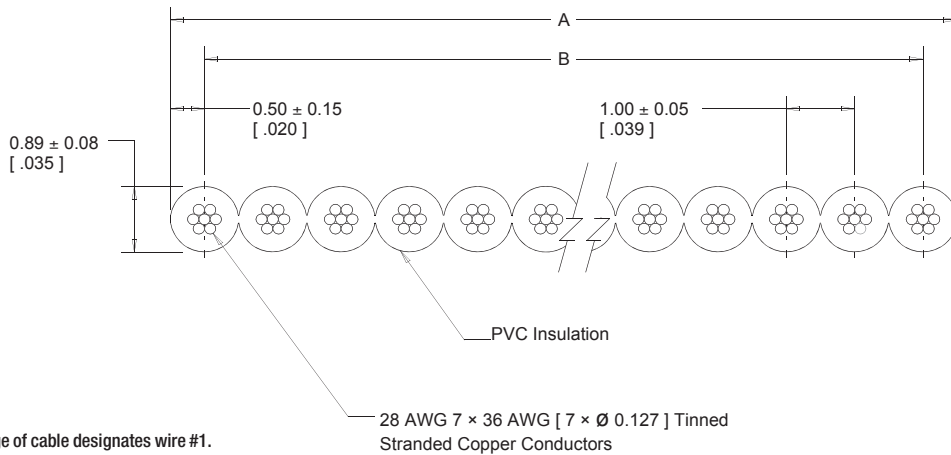 A
B
0.50 ± 0.15
[ .020 ]
1.00 ± 0.05
[ .039 ]
0.89 ± 0.08
[ .035 ]
PVC Insulation
28 AWG 7 × 36 AWG [ 7 × Ø 0.127 ] Tinned
Stranded Copper Conductors
of cable designates wire #1.